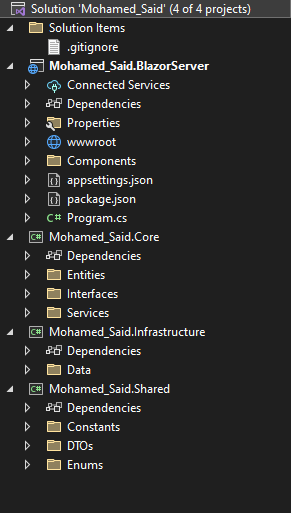 Solution 'Mohamed_Said' (4 of 4 projects)
Solution Items
.gitignore
Mohamed_Said.BlazorServer
Connected Services
Dependencies
Properties
wwwroot
Components
appsettings.json
package.json
C# Program.cs
C# Mohamed_Said.Core
Dependencies
Entities
Interfaces
Services
C# Mohamed_Said.Infrastructure
Dependencies
Data
C# Mohamed_Said.Shared
Dependencies
Constants
DTOs
Enums